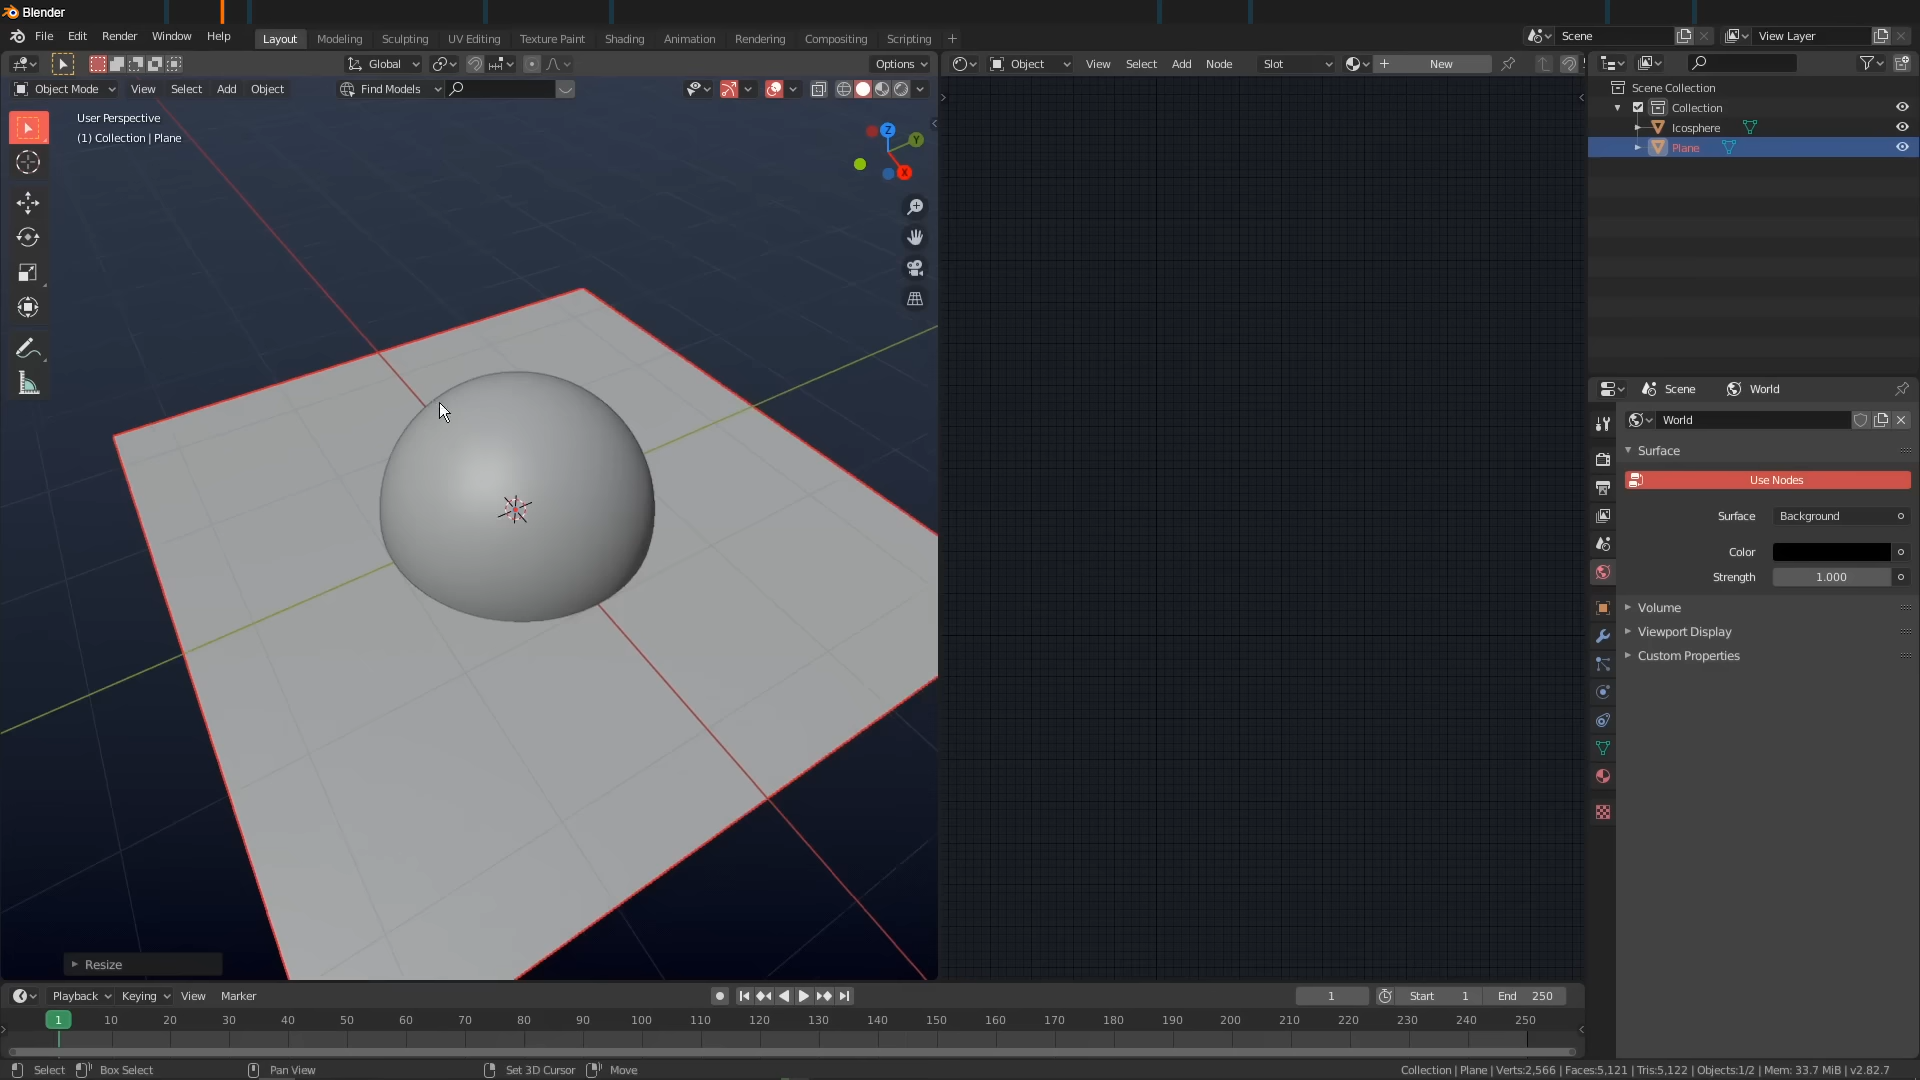 Blender
File Edit Render Window Help
Layout Modeling Sculpting UV Editing Texture Paint Shading Animation Rendering Compositing Scripting +
Scene
View Layer
Global
Options
Object View Select Add Node Slot
New
Object Mode View Select Add Object
Find Models
User Perspective
(1) Collection | Plane
Z
Y
X
Scene Collection
Collection
Icosphere
Plane
Scene World
World
Surface
Use Nodes
Surface Background
Color
Strength 1.000
Volume
Viewport Display
Custom Properties
Resize
Playback Keying View Marker
1
Start 1
End 250
1 10 20 30 40 50 60 70 80 90 100 110 120 130 140 150 160 170 180 190 200 210 220 230 240 250
Select Box Select Pan View Set 3D Cursor Move
Collection | Plane | Verts:2,566 | Faces:5,121 | Tris:5,122 | Objects:1/2 | Mem: 33.7 MiB | v2.82.7